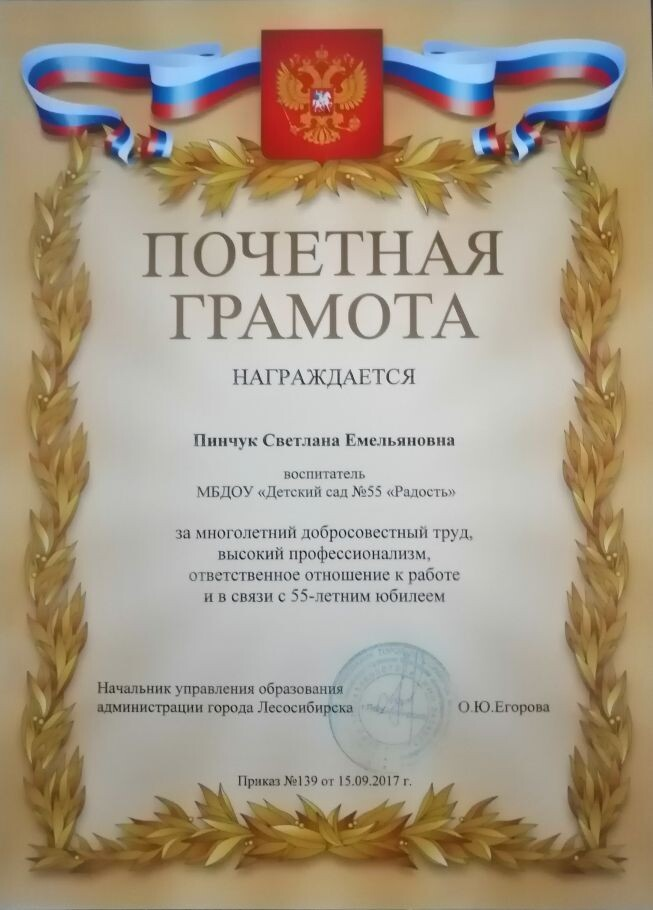 ПОЧЕТНАЯ
ГРАМОТА
НАГРАЖДАЕТСЯ
Пинчук Светлана Емельяновна
воспитатель
МБДОУ «Детский сад №55 «Радость»
за многолетний добросовестный труд,
высокий профессионализм,
ответственное отношение к работе
и в связи с 55-летним юбилеем
Начальник управления образования
администрации города Лесосибирска
О.Ю.Егорова
Приказ №139 от 15.09.2017 г.